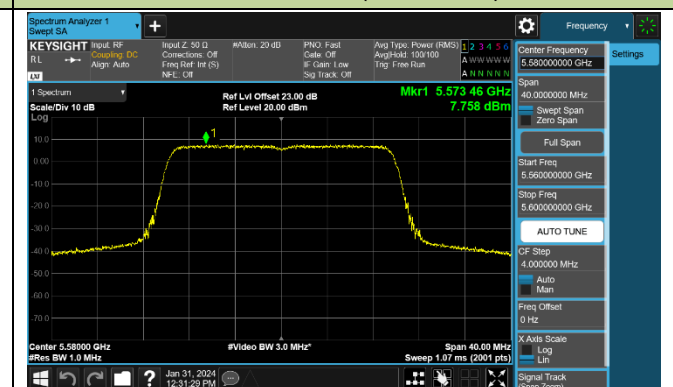 Spectrum Analyzer 1
Swept SA
+
Frequency
KEYSIGHT
RL
LXI
Input: RF
Coupling: DC
Align: Auto
Input Z: 50 Ω
Corrections: Off
Freq Ref: Int (S)
NFE: Off
#Atten: 20 dB
PNO: Fast
Gate: Off
IF Gain: Low
Sig Track: Off
Avg Type: Power (RMS)
Avg|Hold: 100/100
Trig: Free Run
1 2 3 4 5 6
A W W W W W
A N N N N N
1 Spectrum
Scale/Div 10 dB
Log
Ref Lvl Offset 23.00 dB
Ref Level 20.00 dBm
Mkr1 5.573 46 GHz
7.758 dBm
1
10.0
0.00
-10.0
-20.0
-30.0
-40.0
-50.0
-60.0
-70.0
Center 5.58000 GHz
#Res BW 1.0 MHz
#Video BW 3.0 MHz*
Span 40.00 MHz
Sweep 1.07 ms (2001 pts)
Center Frequency
5.580000000 GHz
Settings
Span
40.0000000 MHz
Swept Span
Zero Span
Full Span
Start Freq
5.560000000 GHz
Stop Freq
5.600000000 GHz
AUTO TUNE
CF Step
4.000000 MHz
Auto
Man
Freq Offset
0 Hz
X Axis Scale
Log
Lin
Signal Track
(Span Zoom)
?
Jan 31, 2024
12:31:29 PM